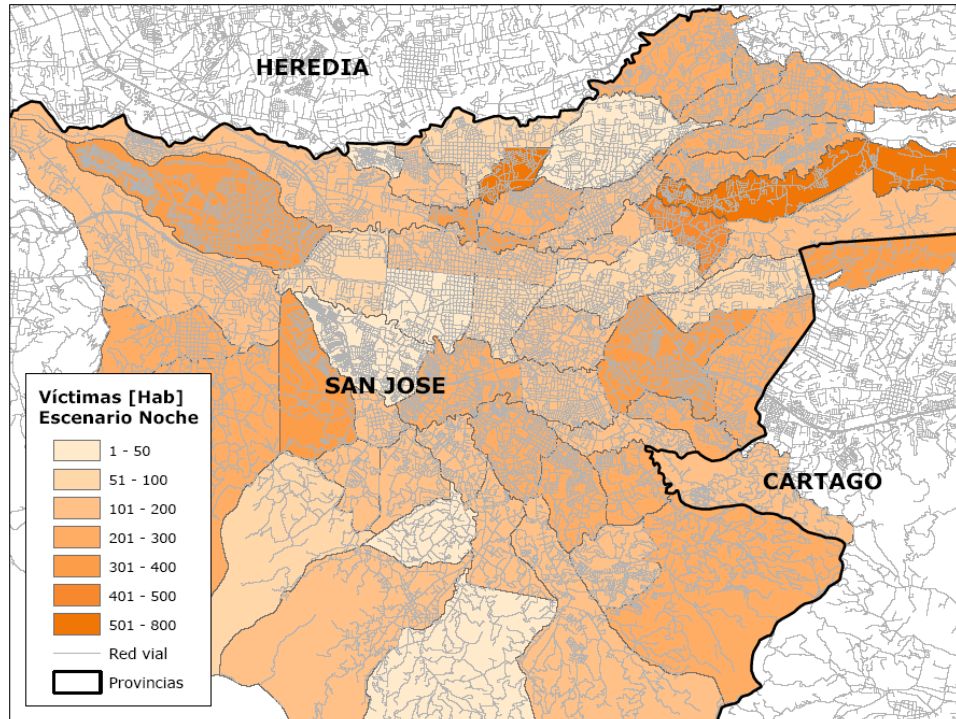 HEREDIA
SAN JOSE
CARTAGO
Víctimas [Hab]
Escenario Noche
1 - 50
51 - 100
101 - 200
201 - 300
301 - 400
401 - 500
501 - 800
Red vial
Provincias